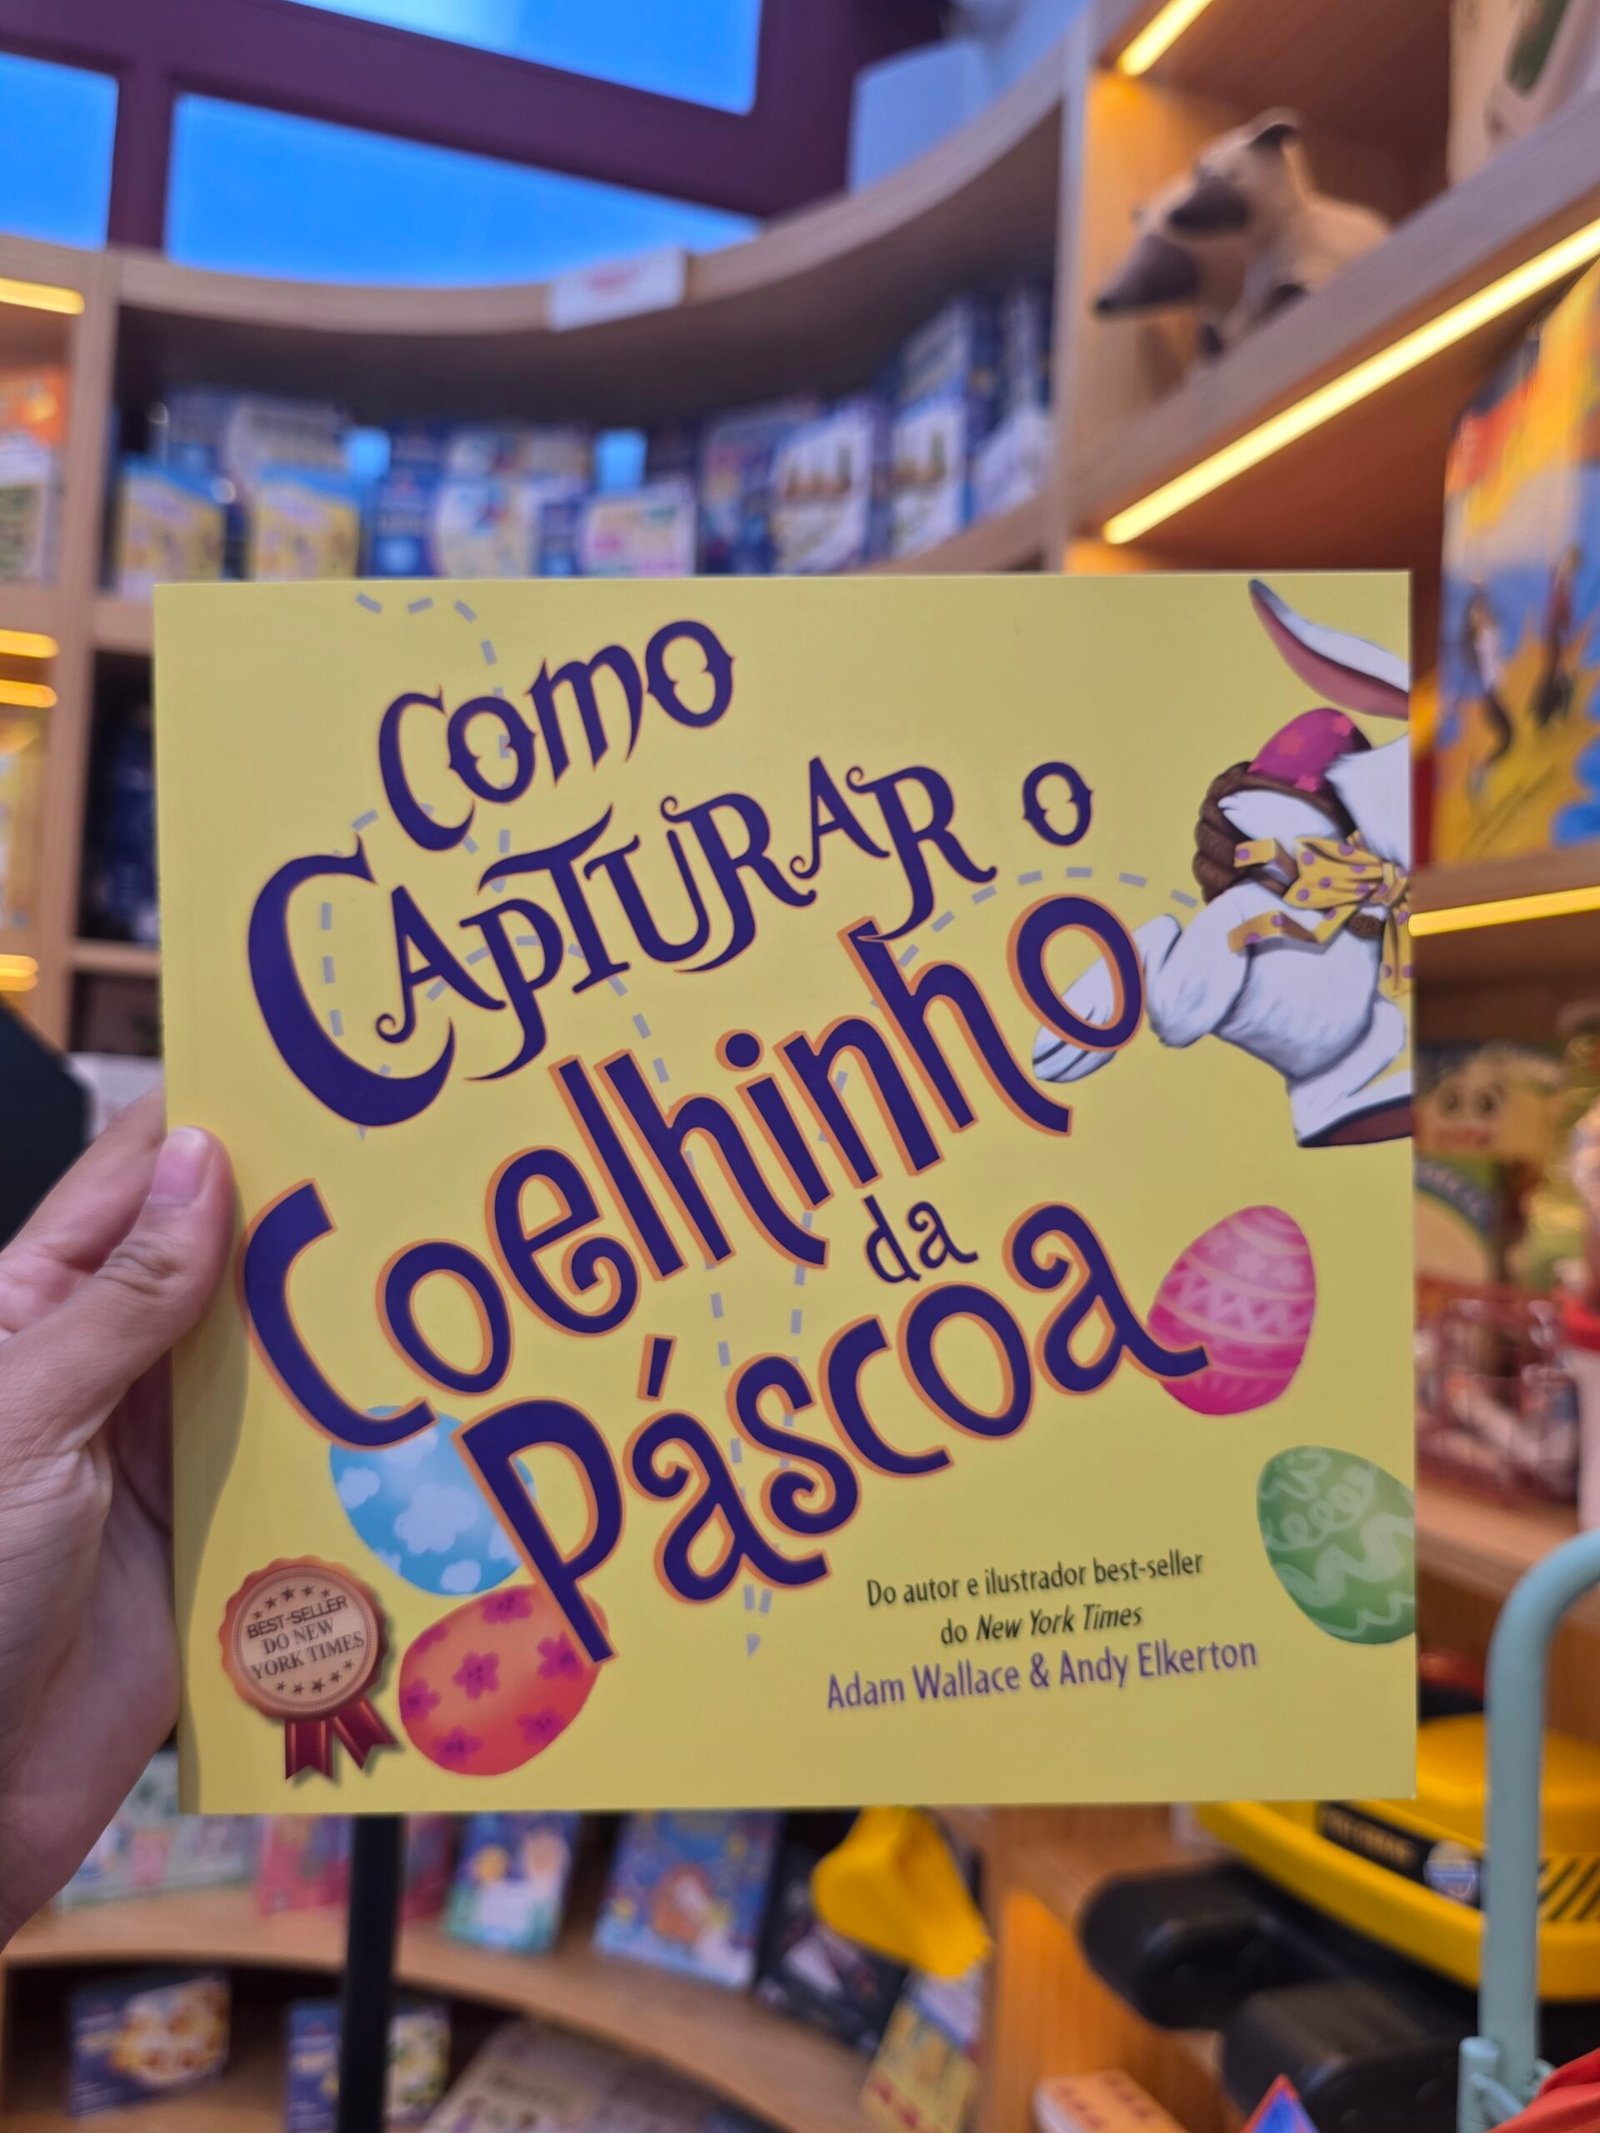 Como
Capturar o
Coelhinho
da
Páscoa
Do autor e ilustrador best-seller
do New York Times
Adam Wallace & Andy Elkerton
BEST-SELLER
DO NEW
YORK TIMES